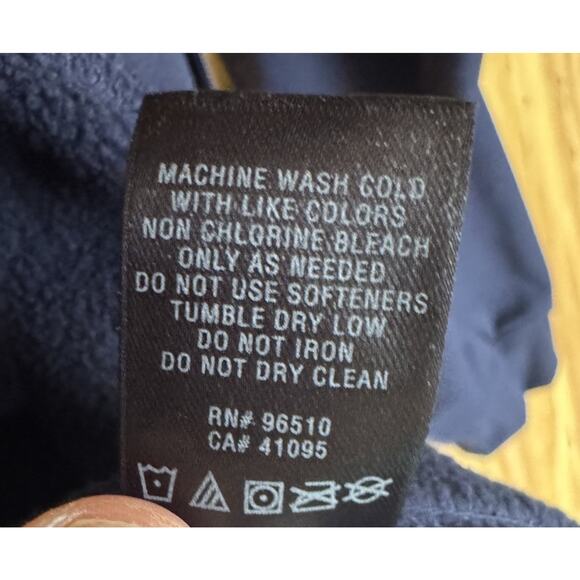 MACHINE WASH COLD
WITH LIKE COLORS
NON CHLORINE BLEACH
ONLY AS NEEDED
DO NOT USE SOFTENERS
TUMBLE DRY LOW
DO NOT IRON
DO NOT DRY CLEAN
RN# 96510
CA# 41095